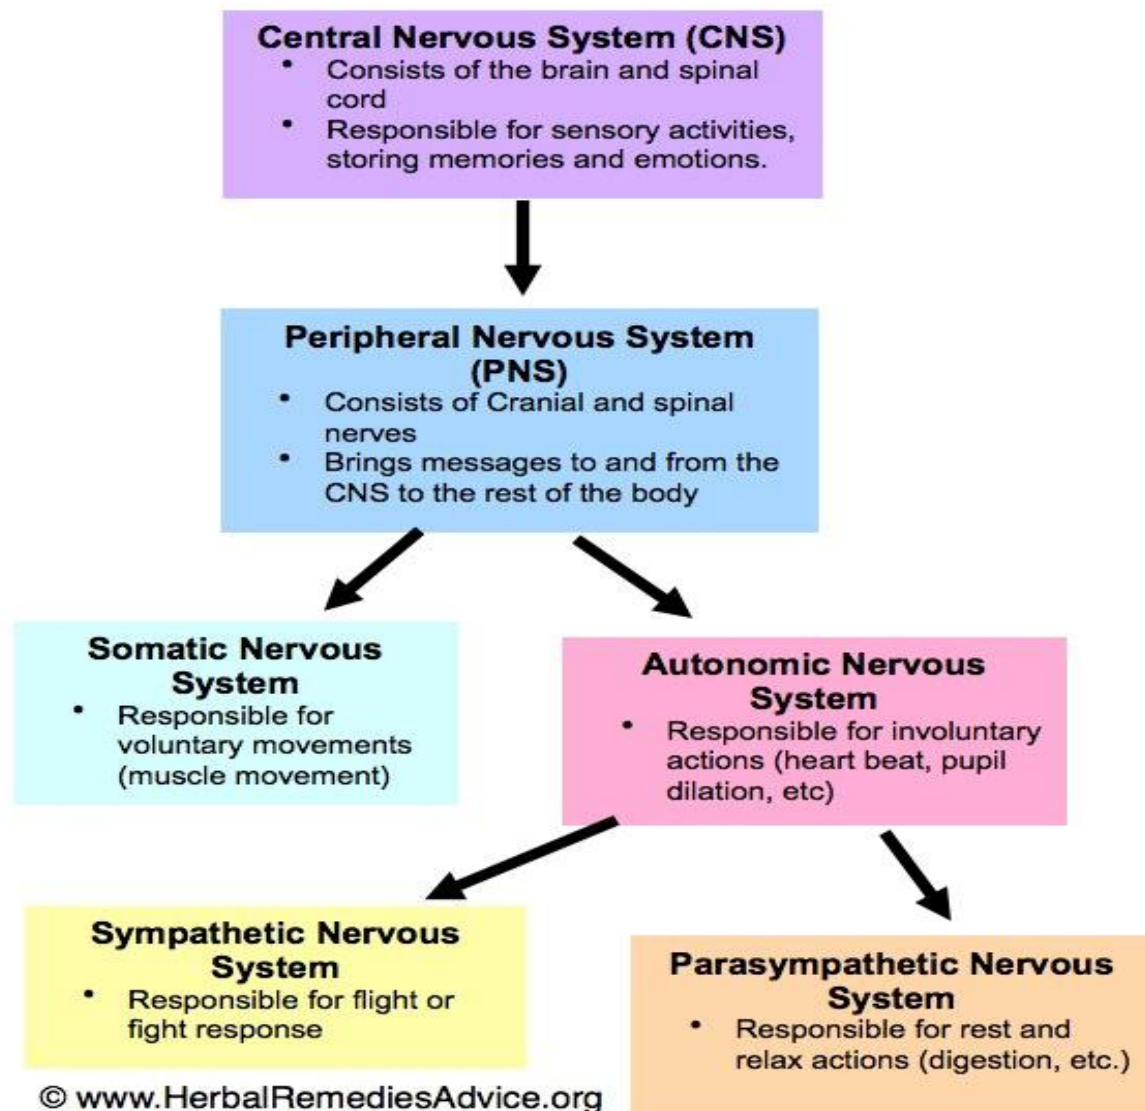 Central Nervous System (CNS)
• Consists of the brain and spinal
cord
• Responsible for sensory activities,
storing memories and emotions.
Peripheral Nervous System
(PNS)
• Consists of Cranial and spinal
nerves
• Brings messages to and from the
CNS to the rest of the body
Somatic Nervous
System
• Responsible for
voluntary movements
(muscle movement)
Autonomic Nervous
System
• Responsible for involuntary
actions (heart beat, pupil
dilation, etc)
Sympathetic Nervous
System
• Responsible for flight or
fight response
Parasympathetic Nervous
System
• Responsible for rest and
relax actions (digestion, etc.)
© www.HerbalRemediesAdvice.org